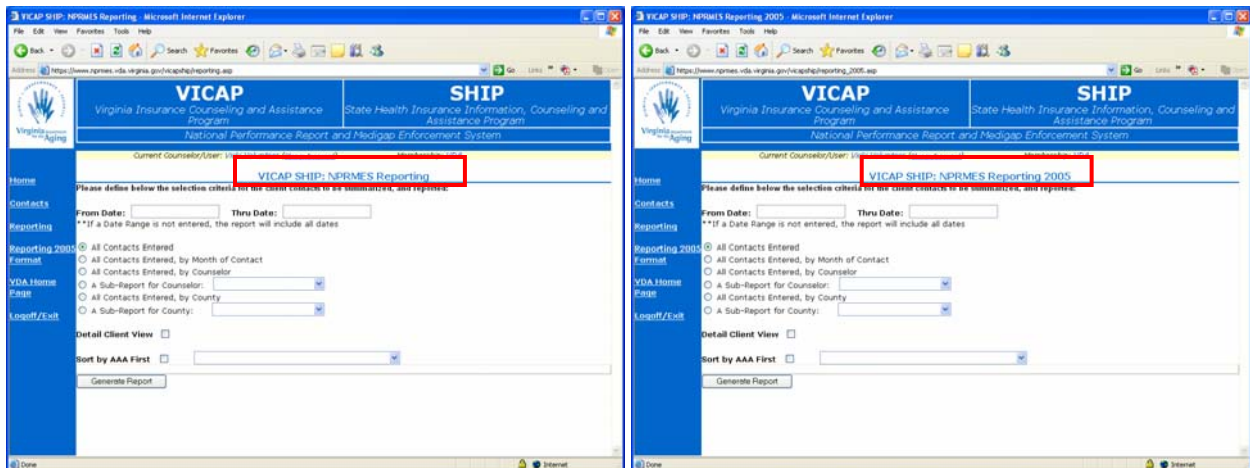 VICAP SHIP: NPRMES Reporting - Microsoft Internet Explorer
File Edit View Favorites Tools Help
Back Search Favorites
Address https://www.nprmes.vda.virginia.gov/vicapship/reporting.asp Go Links
VICAP
Virginia Insurance Counseling and Assistance
Program
SHIP
State Health Insurance Information, Counseling and
Assistance Program
National Performance Report and Medigap Enforcement System
Virginia
Aging
Current Counselor/User:
VICAP SHIP: NPRMES Reporting
Home
Contacts
Reporting
Reporting 2005
Format
VDA Home
Page
Logoff/Exit
Please define below the selection criteria for the client contacts to be summarized, and reported:
From Date: Thru Date:
**If a Date Range is not entered, the report will include all dates
All Contacts Entered
All Contacts Entered, by Month of Contact
All Contacts Entered, by Counselor
A Sub-Report for Counselor:
All Contacts Entered, by County
A Sub-Report for County:
Detail Client View
Sort by AAA First
Generate Report
Done Internet
VICAP SHIP: NPRMES Reporting 2005 - Microsoft Internet Explorer
File Edit View Favorites Tools Help
Back Search Favorites
Address https://www.nprmes.vda.virginia.gov/vicapship/reporting_2005.asp Go Links
VICAP
Virginia Insurance Counseling and Assistance
Program
SHIP
State Health Insurance Information, Counseling and
Assistance Program
National Performance Report and Medigap Enforcement System
Virginia
Aging
Current Counselor/User:
VICAP SHIP: NPRMES Reporting 2005
Home
Contacts
Reporting
Reporting 2005
Format
VDA Home
Page
Logoff/Exit
Please define below the selection criteria for the client contacts to be summarized, and reported:
From Date: Thru Date:
**If a Date Range is not entered, the report will include all dates
All Contacts Entered
All Contacts Entered, by Month of Contact
All Contacts Entered, by Counselor
A Sub-Report for Counselor:
All Contacts Entered, by County
A Sub-Report for County:
Detail Client View
Sort by AAA First
Generate Report
Done Internet